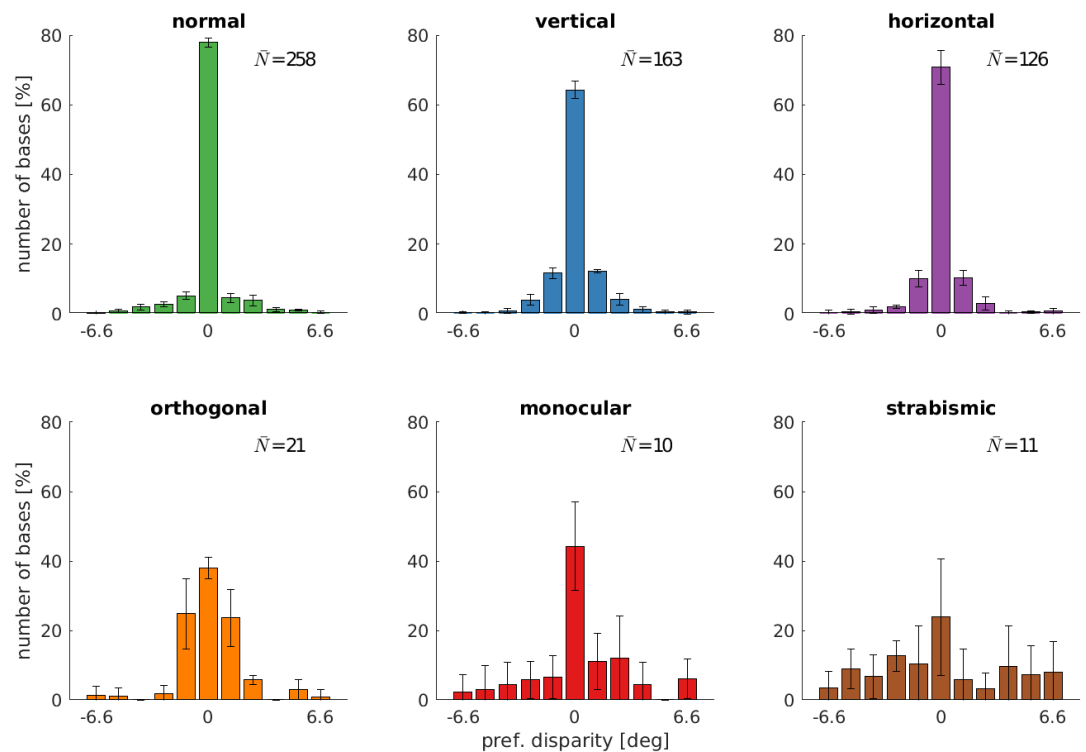 normal
vertical
horizontal
N̄=258
N̄=163
N̄=126
number of bases [%]
80
60
40
20
0
-6.6 0 6.6
80
60
40
20
0
-6.6 0 6.6
80
60
40
20
0
-6.6 0 6.6
orthogonal
monocular
strabismic
N̄=21
N̄=10
N̄=11
number of bases [%]
80
60
40
20
0
-6.6 0 6.6
80
60
40
20
0
-6.6 0 6.6
80
60
40
20
0
-6.6 0 6.6
pref. disparity [deg]